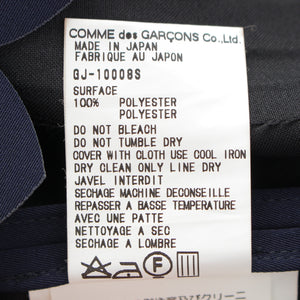 COMME des GARÇONS Co.,Ltd.
MADE IN JAPAN
FABRIQUE AU JAPON
GJ-10008S
SURFACE
100% POLYESTER
POLYESTER
DO NOT BLEACH
DO NOT TUMBLE DRY
COVER WITH CLOTH USE COOL IRON
DRY CLEAN ONLY LINE DRY
JAVEL INTERDIT
SECHAGE MACHINE DECONSEILLE
REPASSER A BASSE TEMPERATURE
AVEC UNE PATTE
NETTOYAGE A SEC
SECHAGE A LOMBRE
F